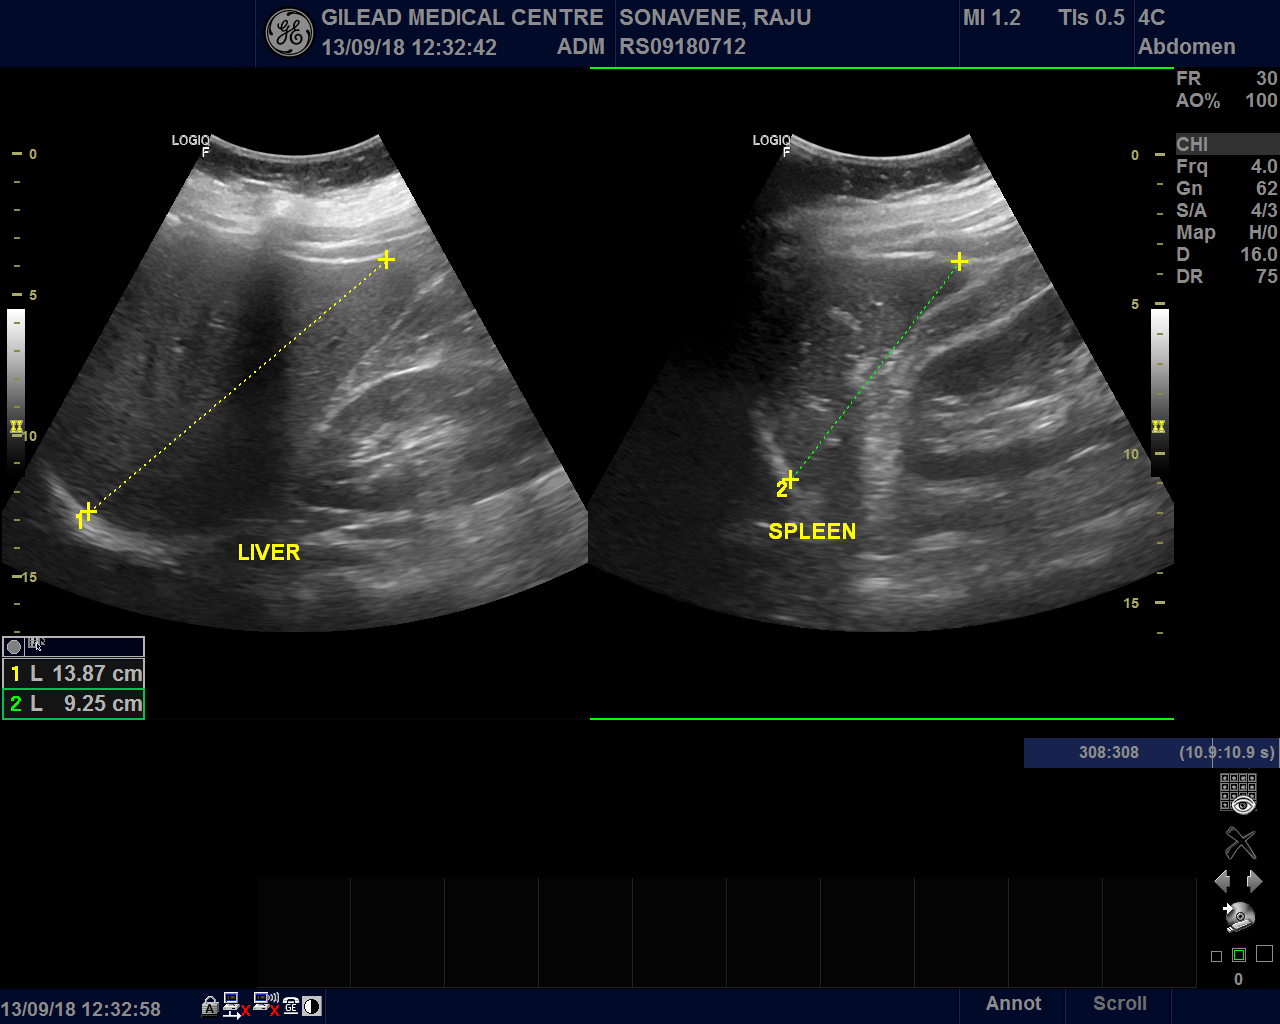 GILEAD MEDICAL CENTRE
13/09/18 12:32:42 ADM
SONAVENE, RAJU
RS09180712
MI 1.2 TIs 0.5
4C
Abdomen
FR 30
AO% 100
CHI
Frq 4.0
Gn 62
S/A 4/3
Map H/0
D 16.0
DR 75
LOGIQ
F
0
5
10
15
1
LIVER
LOGIQ
F
0
5
10
15
2
SPLEEN
1 L 13.87 cm
2 L 9.25 cm
308:308 (10.9:10.9 s)
0
13/09/18 12:32:58
A
GE
Annot
Scroll